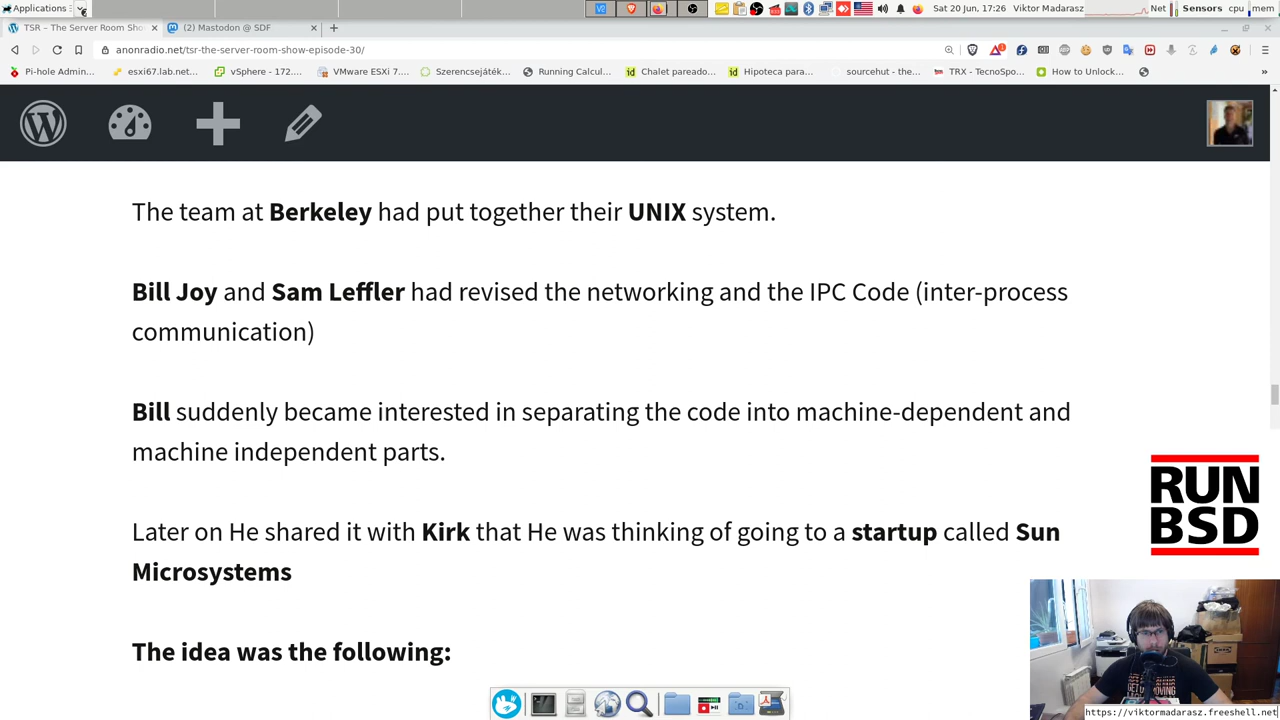 Applications
Sat 20 Jun, 17:26 Viktor Madarasz
Net Sensors cpu mem
TSR – The Server Room Sho
(2) Mastodon @ SDF
anonradio.net/tsr-the-server-room-show-episode-30/
Pi-hole Admin... esxi67.lab.net... vSphere - 172.... VMware ESXi 7.... Szerencsejáték... Running Calcul... Chalet pareado... Hipoteca para... sourcehut - the... TRX - TecnoSpo... How to Unlock...
The team at Berkeley had put together their UNIX system.
Bill Joy and Sam Leffler had revised the networking and the IPC Code (inter-process
communication)
Bill suddenly became interested in separating the code into machine-dependent and
machine independent parts.
Later on He shared it with Kirk that He was thinking of going to a startup called Sun
Microsystems
The idea was the following:
RUN
BSD
https://viktormadarasz.freeshell.net